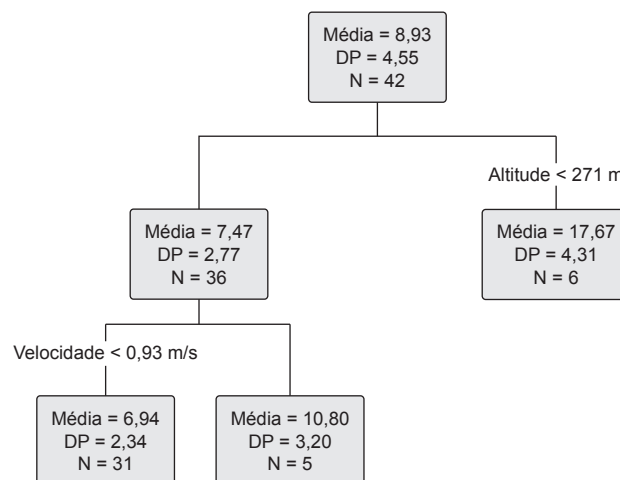 Média = 8,93
DP = 4,55
N = 42
Altitude < 271 m
Média = 7,47
DP = 2,77
N = 36
Média = 17,67
DP = 4,31
N = 6
Velocidade < 0,93 m/s
Média = 6,94
DP = 2,34
N = 31
Média = 10,80
DP = 3,20
N = 5